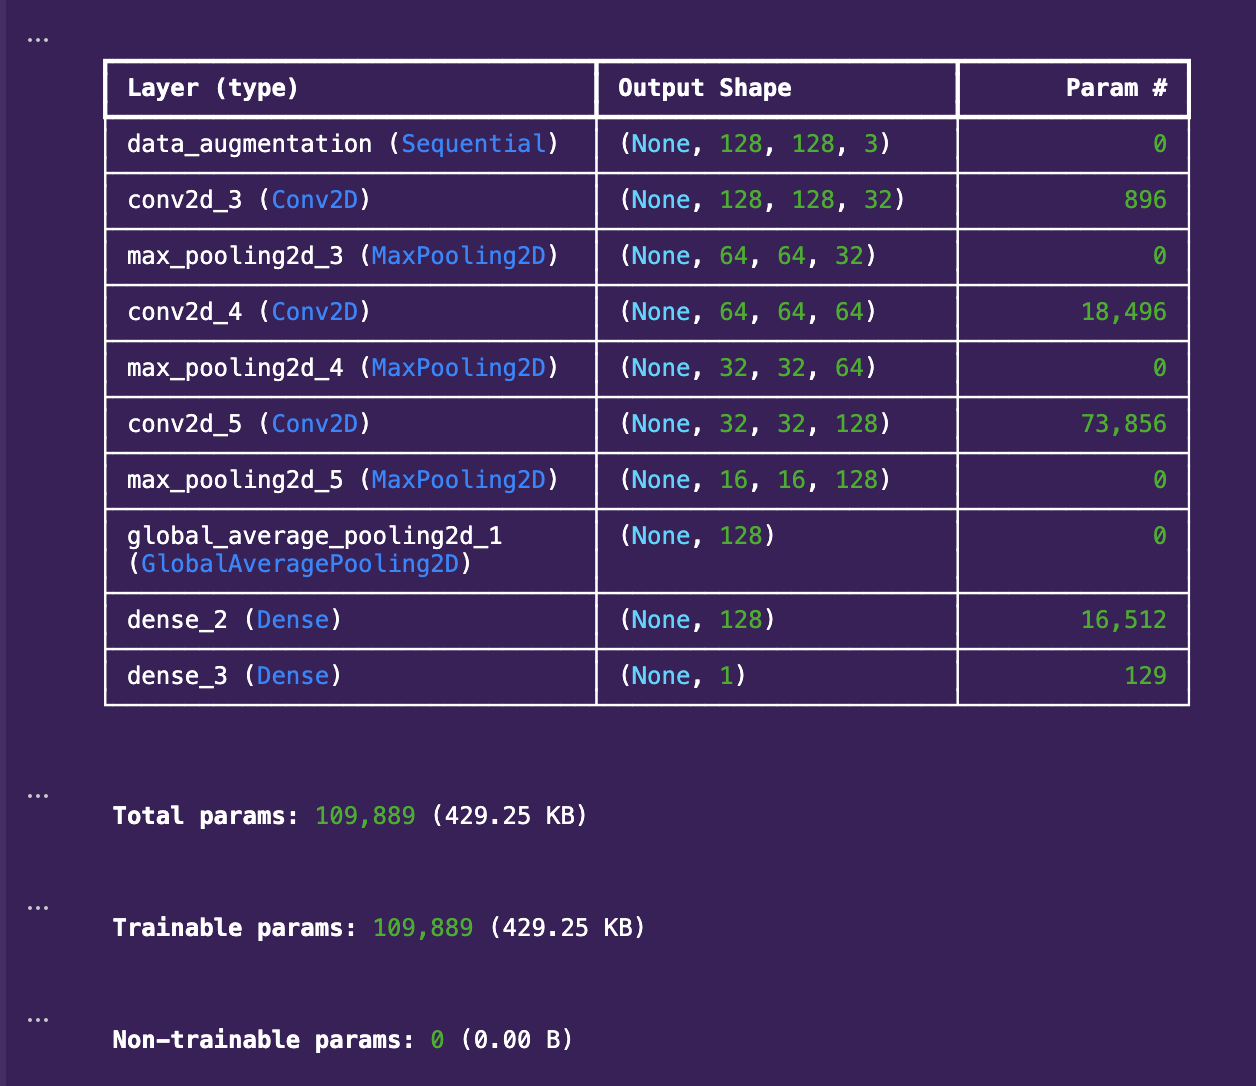 ...
Layer (type) Output Shape Param #
data_augmentation (Sequential) (None, 128, 128, 3) 0
conv2d_3 (Conv2D) (None, 128, 128, 32) 896
max_pooling2d_3 (MaxPooling2D) (None, 64, 64, 32) 0
conv2d_4 (Conv2D) (None, 64, 64, 64) 18,496
max_pooling2d_4 (MaxPooling2D) (None, 32, 32, 64) 0
conv2d_5 (Conv2D) (None, 32, 32, 128) 73,856
max_pooling2d_5 (MaxPooling2D) (None, 16, 16, 128) 0
global_average_pooling2d_1 (None, 128) 0
(GlobalAveragePooling2D)
dense_2 (Dense) (None, 128) 16,512
dense_3 (Dense) (None, 1) 129
...
Total params: 109,889 (429.25 KB)
...
Trainable params: 109,889 (429.25 KB)
...
Non-trainable params: 0 (0.00 B)